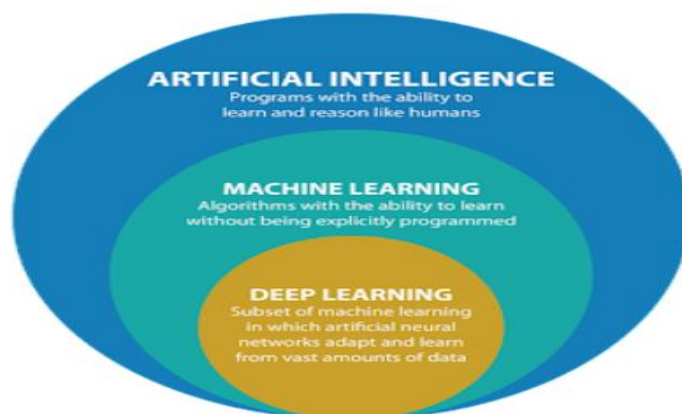 ARTIFICIAL INTELLIGENCE
Programs with the ability to
learn and reason like humans
MACHINE LEARNING
Algorithms with the ability to learn
without being explicitly programmed
DEEP LEARNING
Subset of machine learning
in which artificial neural
networks adapt and learn
from vast amounts of data